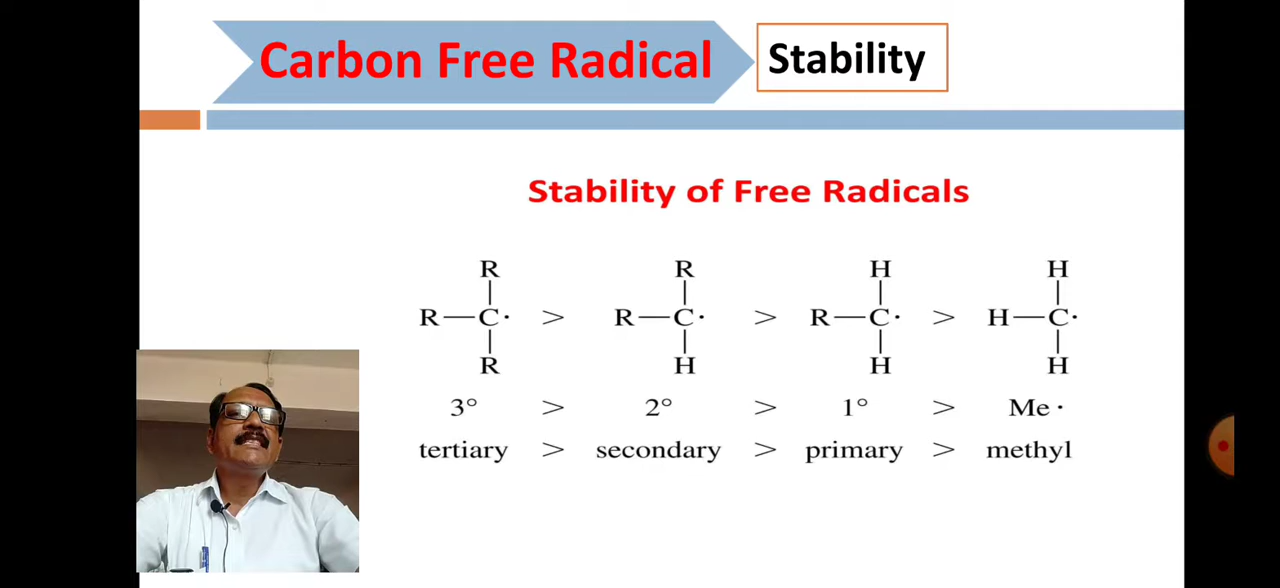 Carbon Free Radical Stability
Stability of Free Radicals
R R H H
R—C· > R—C· > R—C· > H—C·
R H H H
3° > 2° > 1° > Me ·
tertiary > secondary > primary > methyl